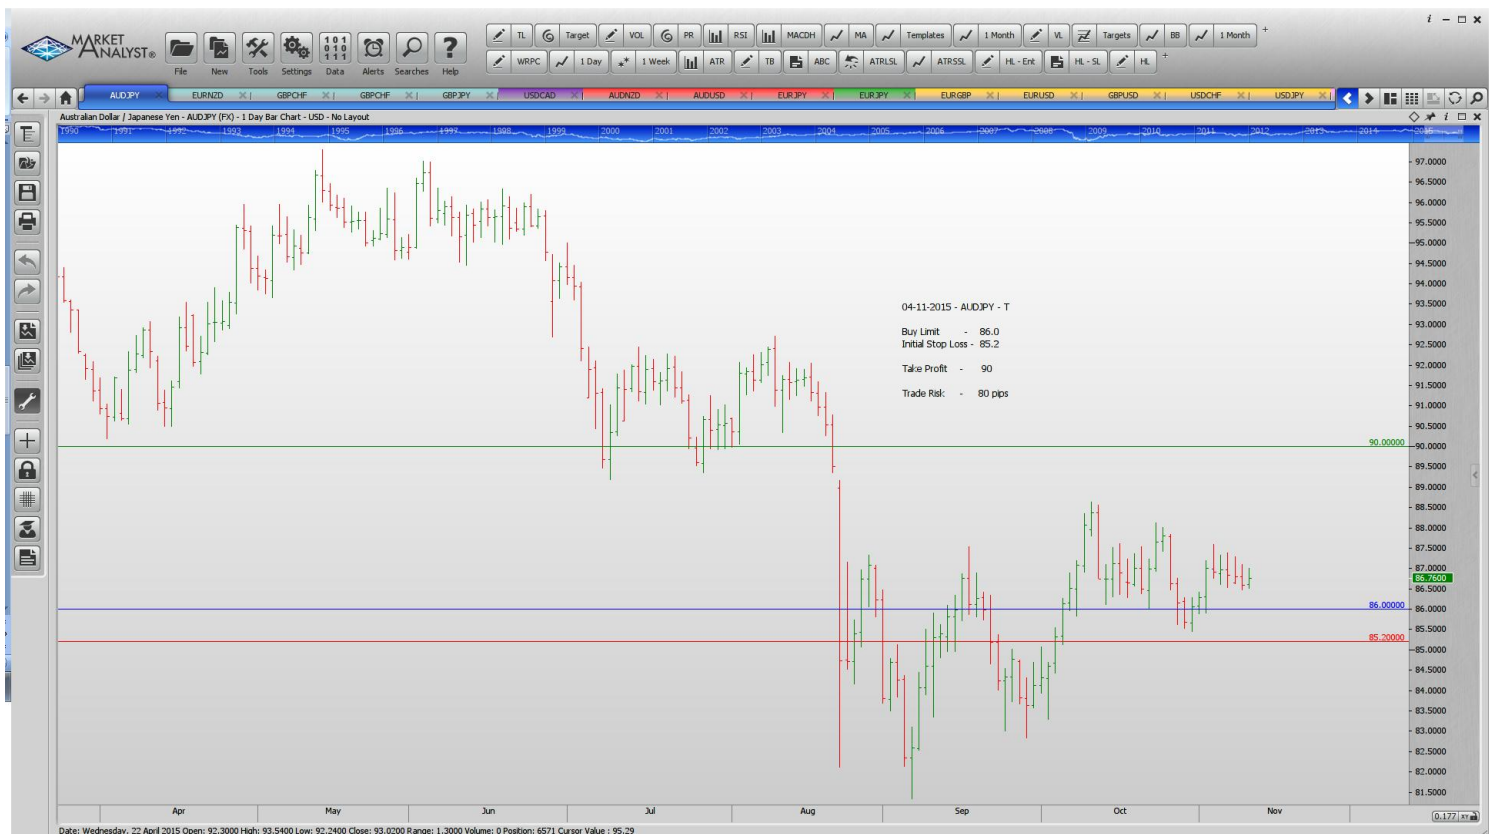 MARKET
ANALYST®
File New Tools Settings Data Alerts Searches Help
TL Target VOL PR RSI MACDH MA Templates 1 Month VL Targets BB 1 Month
WRPC 1 Day 1 Week ATR TB ABC ATRLSL ATRSSL HL - Ent HL - SL HL
AUDJPY EURNZD GBPCHF GBPCHF GBPJPY USDCAD AUDNZD AUDUSD EURJPY EURJPY EURGBP EURUSD GBPUSD USDCHF USDJPY
Australian Dollar / Japanese Yen - AUDJPY (FX) - 1 Day Bar Chart - USD - No Layout
1990 1991 1992 1993 1994 1995 1996 1997 1998 1999 2000 2001 2002 2003 2004 2005 2006 2007 2008 2009 2010 2011 2012 2013 2014 2015
97.0000
96.5000
96.0000
95.5000
95.0000
94.5000
94.0000
93.5000
93.0000
92.5000
92.0000
91.5000
91.0000
90.5000
90.0000
89.5000
89.0000
88.5000
88.0000
87.5000
87.0000
86.7600
86.5000
86.0000
85.5000
85.0000
84.5000
84.0000
83.5000
83.0000
82.5000
82.0000
81.5000
04-11-2015 - AUDJPY - T
Buy Limit - 86.0
Initial Stop Loss - 85.2
Take Profit - 90
Trade Risk - 80 pips
90.00000
86.00000
85.20000
Apr May Jun Jul Aug Sep Oct Nov
0.177 XY
Date: Wednesday, 22 April 2015 Open: 92.3000 High: 93.5400 Low: 92.2400 Close: 93.0200 Range: 1.3000 Volume: 0 Position: 6571 Cursor Value : 95.29